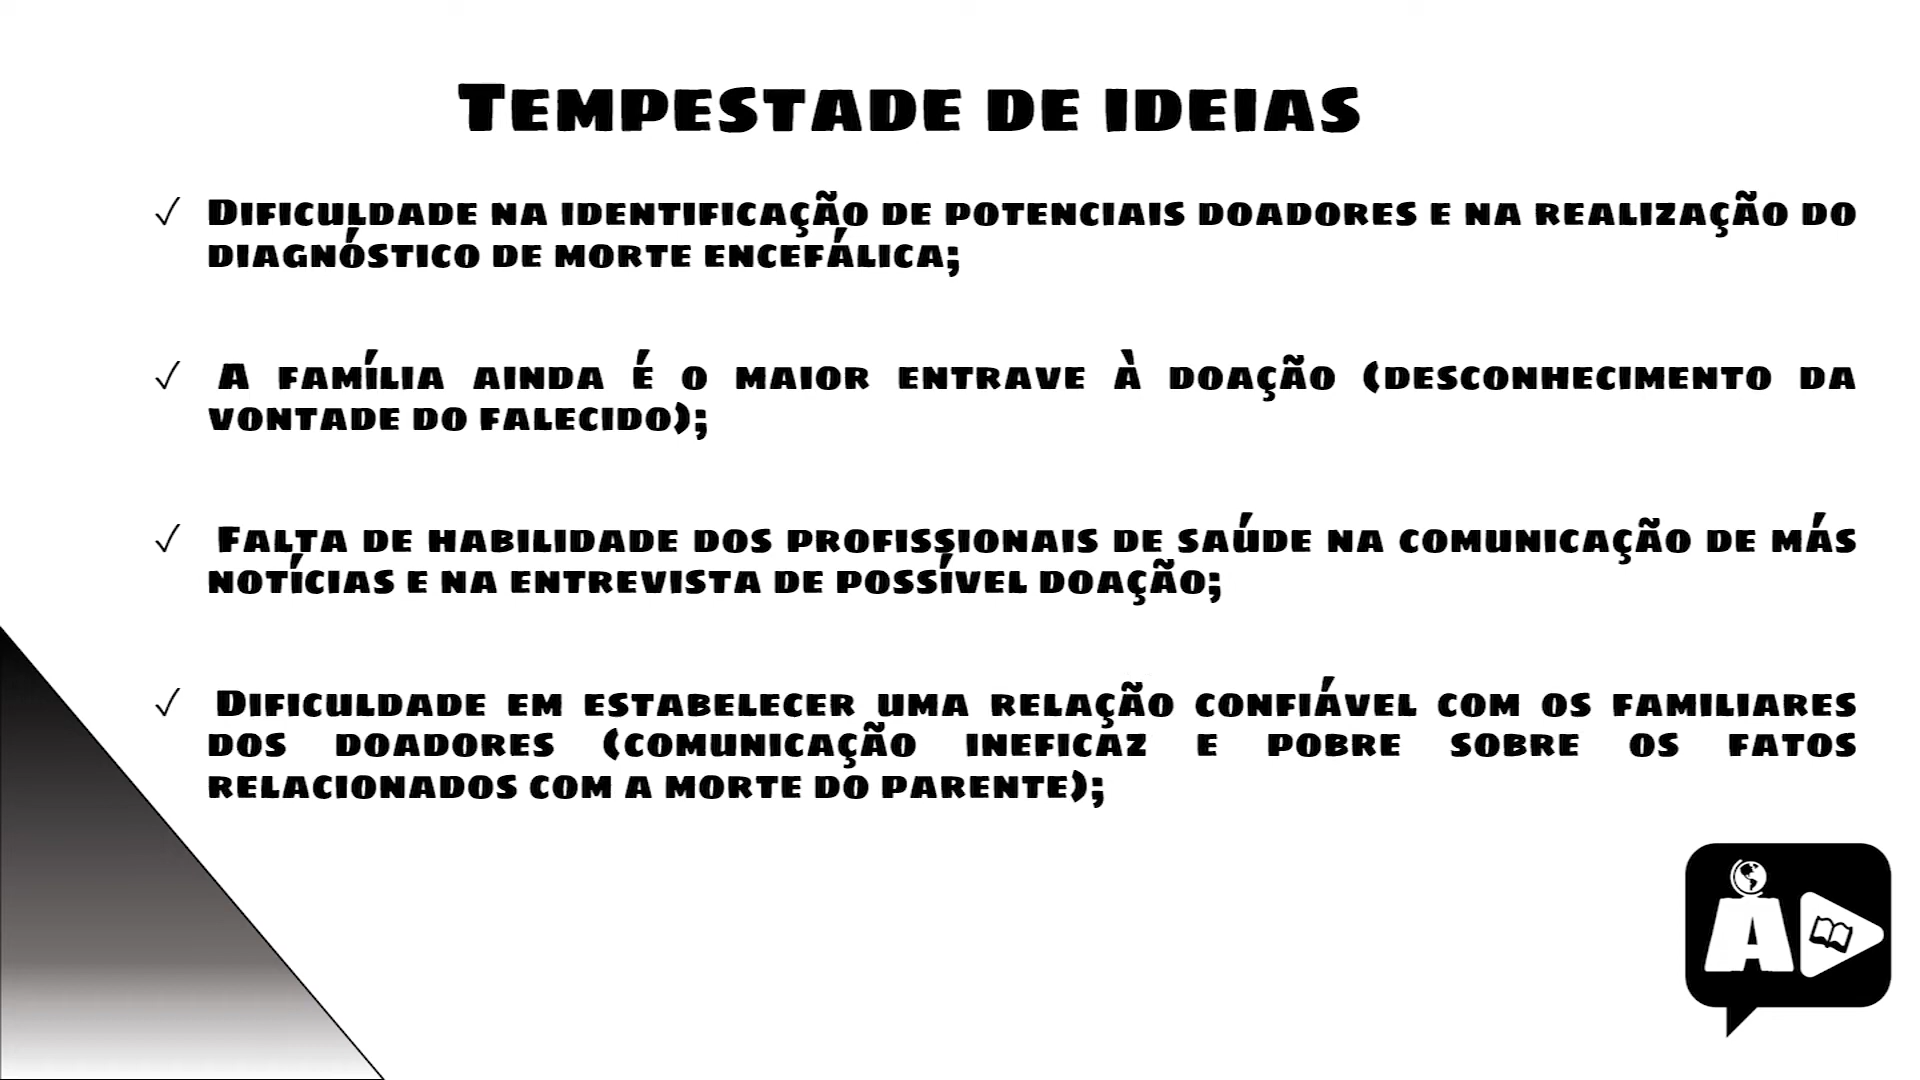 Tempestade de ideias
✓ Dificuldade na identificação de potenciais doadores e na realização do
diagnóstico de morte encefálica;
✓ A família ainda é o maior entrave à doação (desconhecimento da
vontade do falecido);
✓ Falta de habilidade dos profissionais de saúde na comunicação de más
notícias e na entrevista de possível doação;
✓ Dificuldade em estabelecer uma relação confiável com os familiares
dos doadores (comunicação ineficaz e pobre sobre os fatos
relacionados com a morte do parente);
A